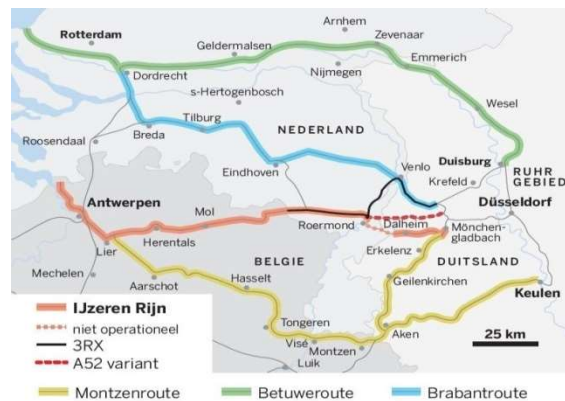 Arnhem
Rotterdam
Geldermalsen
Zevenaar
Emmerich
Dordrecht
Nijmegen
s-Hertogenbosch
Wesel
Tilburg
NEDERLAND
Roosendaal
Breda
Duisburg
RUHR
GEBIED
Eindhoven
Venlo
Krefeld
Antwerpen
Mol
Düsseldorf
Roermond
Dalheim
Mönchen-
gladbach
Lier
Herentals
Erkelenz
BELGIE
DUITSLAND
Mechelen
Aarschot
Hasselt
Geilenkirchen
Keulen
IJzeren Rijn
niet operationeel
3RX
A52 variant
Tongeren
Visé
Aken
25 km
Montzen
Luik
Montzenroute
Betuweroute
Brabantroute